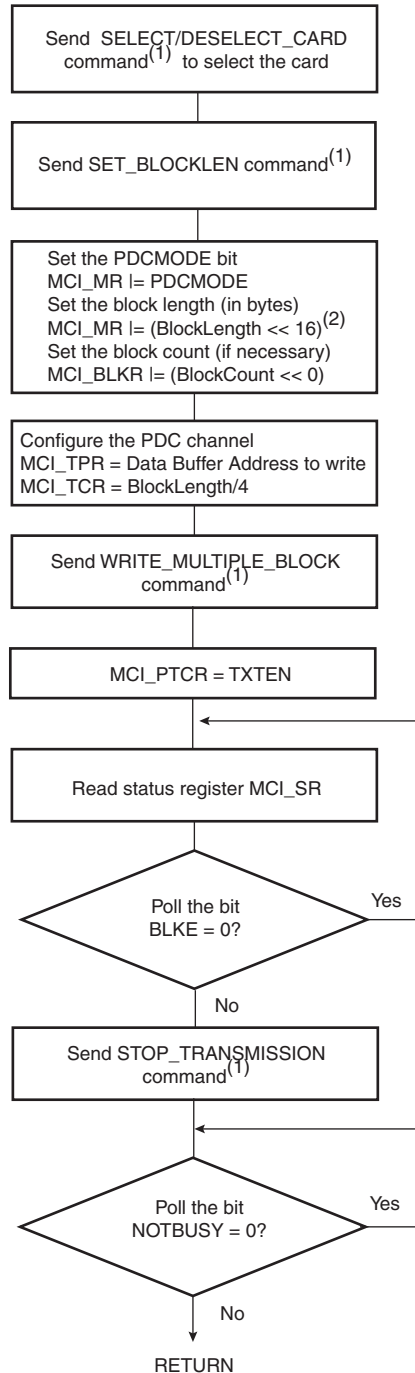 Send SELECT/DESELECT_CARD
command(1) to select the card
Send SET_BLOCKLEN command(1)
Set the PDCMODE bit
MCI_MR |= PDCMODE
Set the block length (in bytes)
MCI_MR |= (BlockLength << 16)(2)
Set the block count (if necessary)
MCI_BLKR |= (BlockCount << 0)
Configure the PDC channel
MCI_TPR = Data Buffer Address to write
MCI_TCR = BlockLength/4
Send WRITE_MULTIPLE_BLOCK
command(1)
MCI_PTCR = TXTEN
Read status register MCI_SR
Poll the bit
BLKE = 0?
Yes
No
Send STOP_TRANSMISSION
command(1)
Poll the bit
NOTBUSY = 0?
Yes
No
RETURN